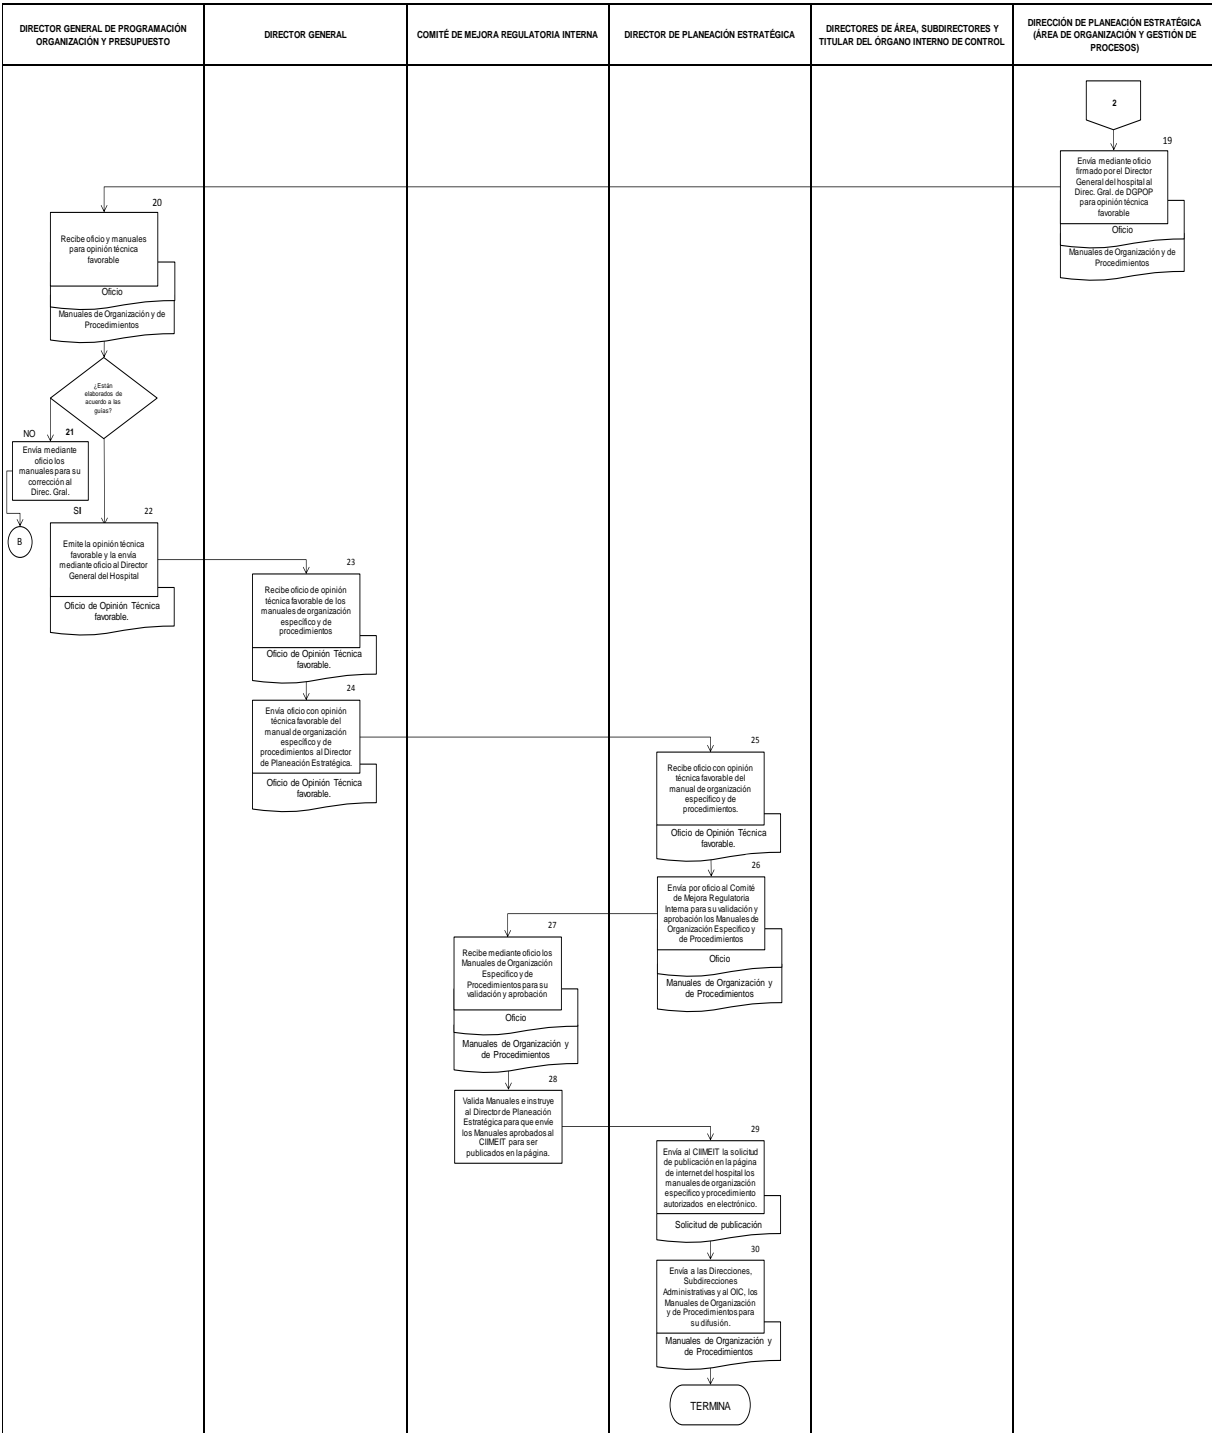 DIRECTOR GENERAL DE PROGRAMACIÓN
ORGANIZACIÓN Y PRESUPUESTO
DIRECTOR GENERAL
COMITÉ DE MEJORA REGULATORIA INTERNA
DIRECTOR DE PLANEACIÓN ESTRATÉGICA
DIRECTORES DE ÁREA, SUBDIRECTORES Y
TITULAR DEL ÓRGANO INTERNO DE CONTROL
DIRECCIÓN DE PLANEACIÓN ESTRATÉGICA
(ÁREA DE ORGANIZACIÓN Y GESTIÓN DE
PROCESOS)
2
19
Envía mediante oficio
firmado por el Director
General del hospital al
Direc. Gral. de DGPOP
para opinión técnica
favorable
Oficio
Manuales de Organización y de
Procedimientos
20
Recibe oficio y manuales
para opinión técnica
favorable
Oficio
Manuales de Organización y de
Procedimientos
¿Están
elaborados de
acuerdo a las
guías?
NO
21
Envía mediante
oficio los
manuales para su
corrección al
Direc. Gral.
B
SI
22
Emite la opinión técnica
favorable y la envía
mediante oficio al Director
General del Hospital
Oficio de Opinión Técnica
favorable.
23
Recibe oficio de opinión
técnica favorable de los
manuales de organización
específico y de
procedimientos
Oficio de Opinión Técnica
favorable.
24
Envía oficio con opinión
técnica favorable del
manual de organización
específico y de
procedimientos al Director
de Planeación Estratégica.
Oficio de Opinión Técnica
favorable.
25
Recibe oficio con opinión
técnica favorable del
manual de organización
específico y de
procedimientos.
Oficio de Opinión Técnica
favorable.
26
Envía por oficio al Comité
de Mejora Regulatoria
Interna para su validación y
aprobación los Manuales de
Organización Específico y
de Procedimientos
Oficio
Manuales de Organización y
de Procedimientos
27
Recibe mediante oficio los
Manuales de Organización
Especifico y de
Procedimientos para su
validación y aprobación
Oficio
Manuales de Organización y
de Procedimientos
28
Valida Manuales e instruye
al Director de Planeación
Estratégica para que envíe
los Manuales aprobados al
CIIMEIT para ser
publicados en la página.
29
Envía al CIIMEIT la solicitud
de publicación en la página
de internet del hospital los
manuales de organización
especifico y procedimiento
autorizados en electrónico.
Solicitud de publicación
30
Envía a las Direcciones,
Subdirecciones
Administrativas y al OIC, los
Manuales de Organización
y de Procedimientos para
su difusión.
Manuales de Organización y
de Procedimientos
TERMINA